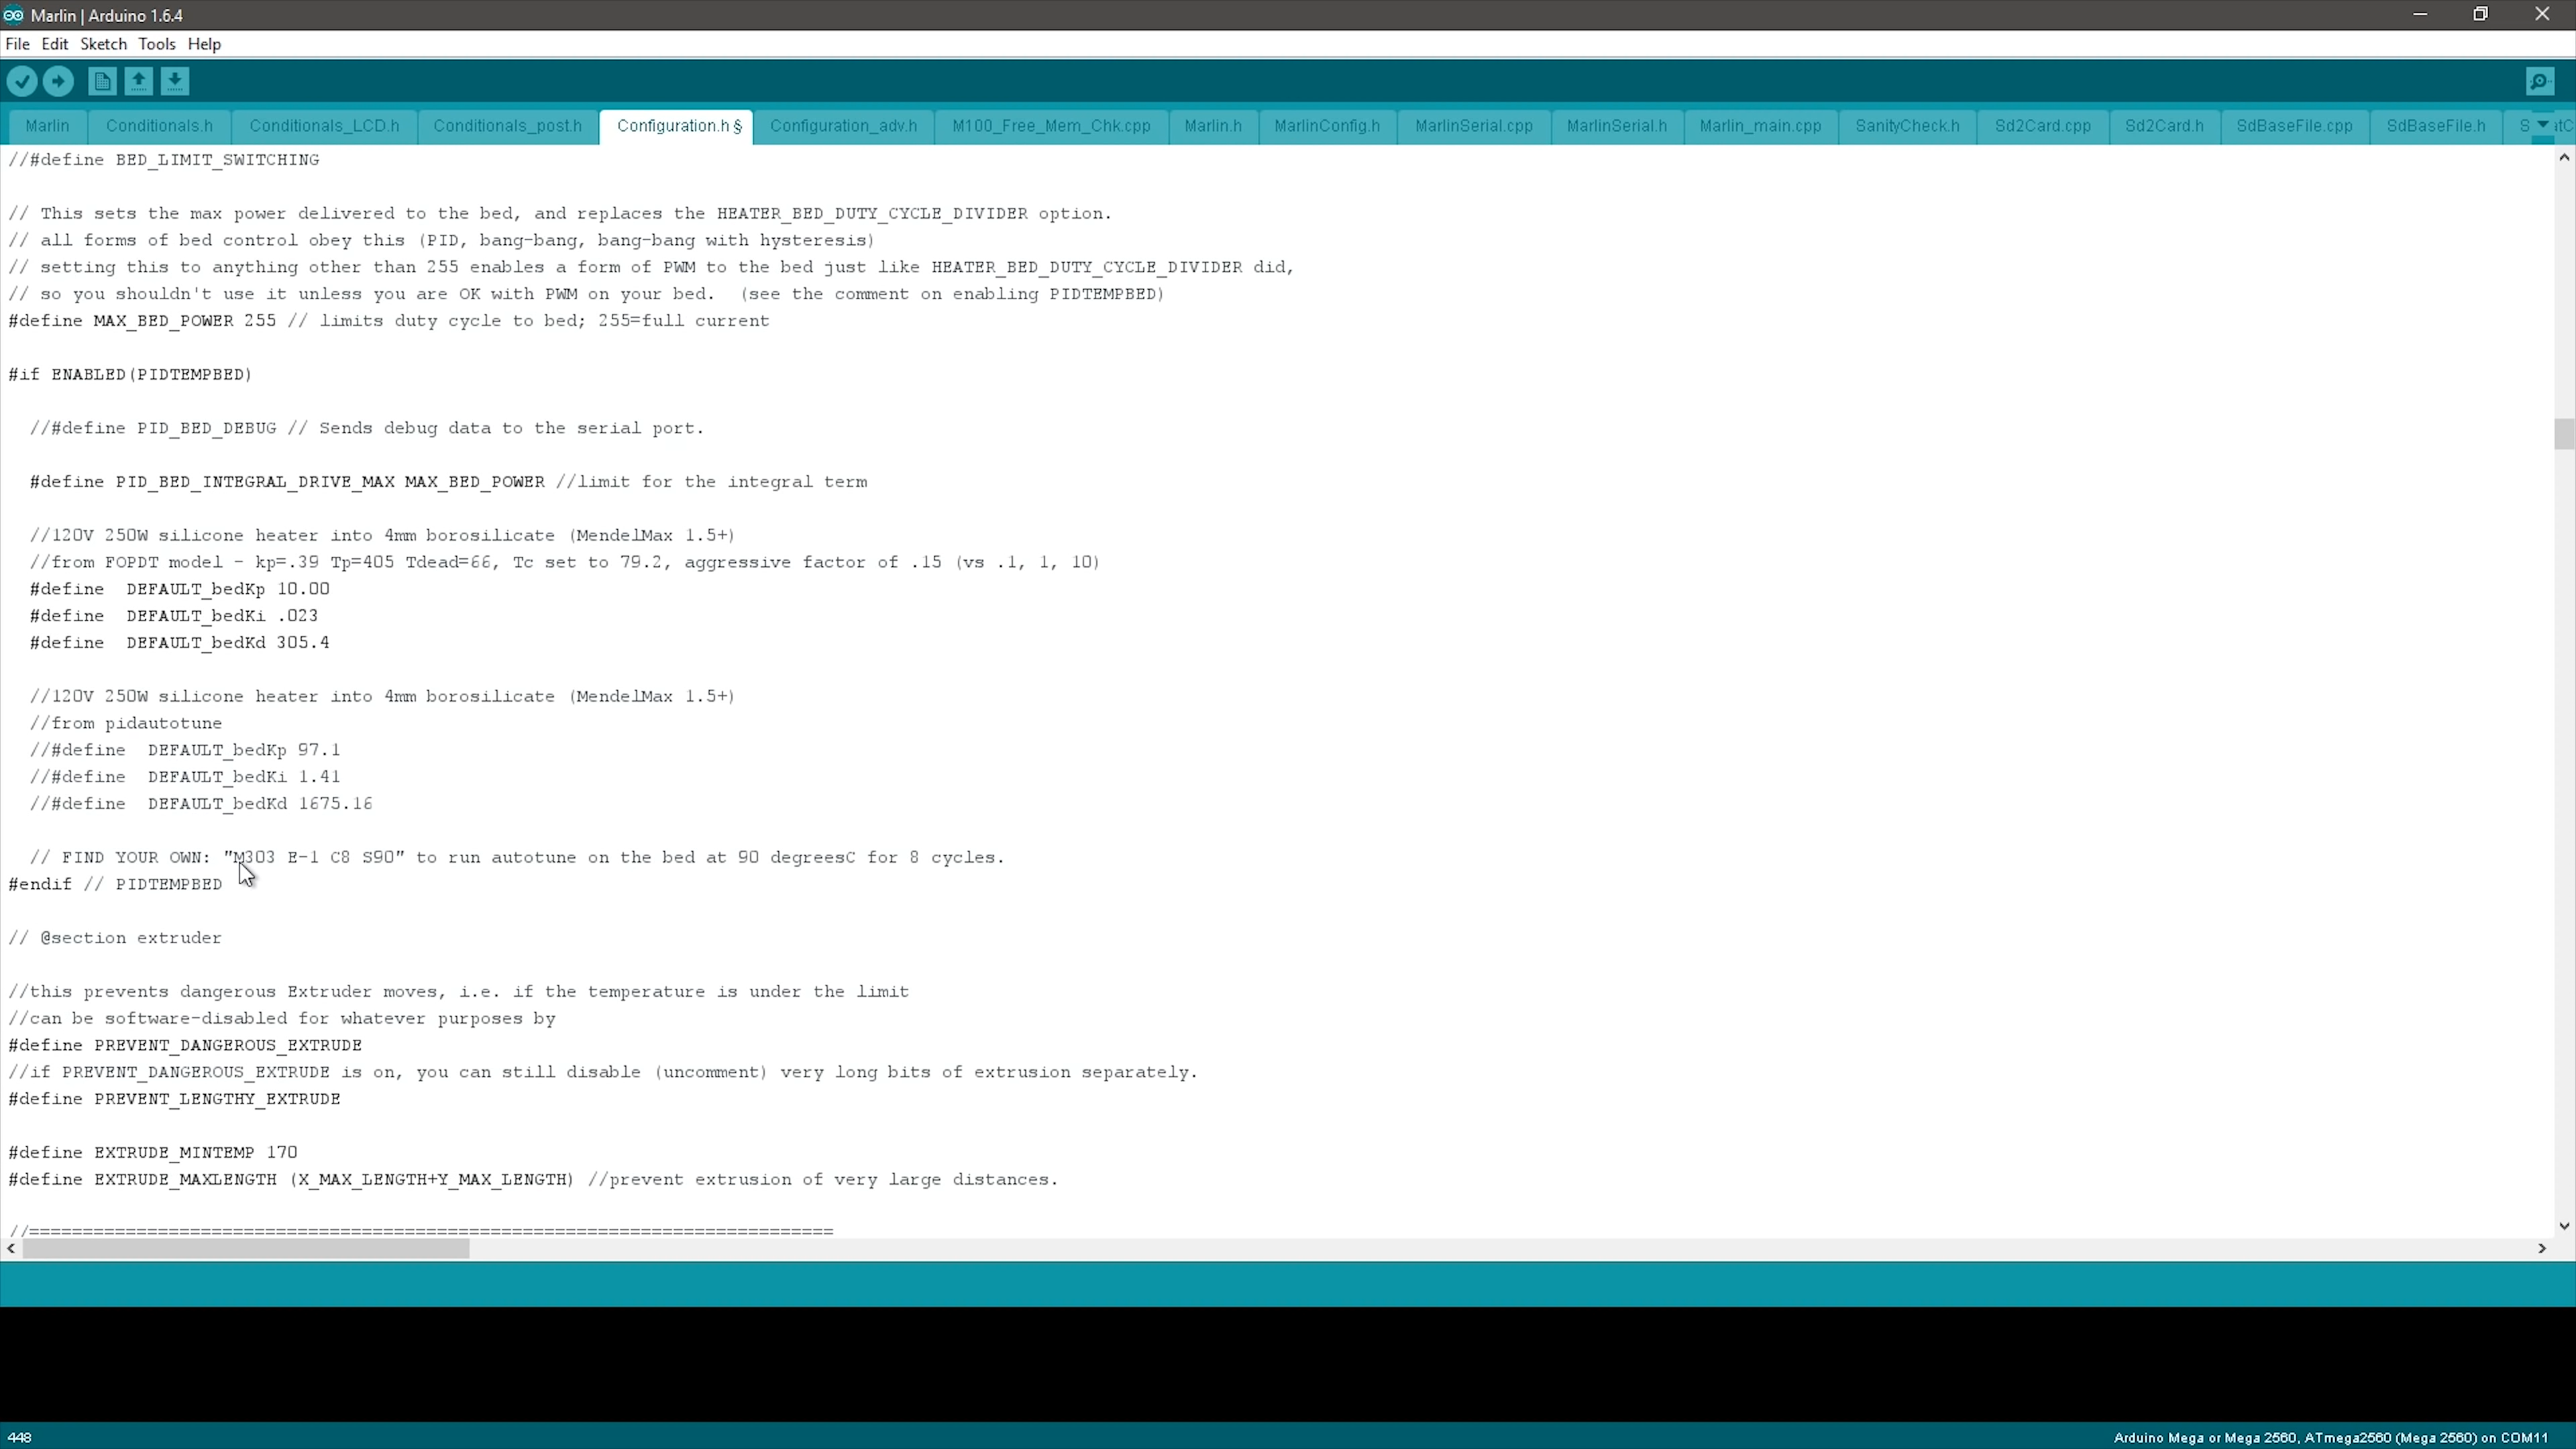 Marlin | Arduino 1.6.4
File Edit Sketch Tools Help
Marlin Conditionals.h Conditionals_LCD.h Conditionals_post.h Configuration.h § Configuration_adv.h M100_Free_Mem_Chk.cpp Marlin.h MarlinConfig.h MarlinSerial.cpp MarlinSerial.h Marlin_main.cpp SanityCheck.h Sd2Card.cpp Sd2Card.h SdBaseFile.cpp SdBaseFile.h
//#define BED_LIMIT_SWITCHING
// This sets the max power delivered to the bed, and replaces the HEATER_BED_DUTY_CYCLE_DIVIDER option.
// all forms of bed control obey this (PID, bang-bang, bang-bang with hysteresis)
// setting this to anything other than 255 enables a form of PWM to the bed just like HEATER_BED_DUTY_CYCLE_DIVIDER did,
// so you shouldn't use it unless you are OK with PWM on your bed.  (see the comment on enabling PIDTEMPBED)
#define MAX_BED_POWER 255 // limits duty cycle to bed; 255=full current
#if ENABLED(PIDTEMPBED)
//#define PID_BED_DEBUG // Sends debug data to the serial port.
#define PID_BED_INTEGRAL_DRIVE_MAX MAX_BED_POWER //limit for the integral term
//120V 250W silicone heater into 4mm borosilicate (MendelMax 1.5+)
//from FOPDT model - kp=.39 Tp=405 Tdead=66, Tc set to 79.2, aggressive factor of .15 (vs .1, 1, 10)
#define  DEFAULT_bedKp 10.00
#define  DEFAULT_bedKi .023
#define  DEFAULT_bedKd 305.4
//120V 250W silicone heater into 4mm borosilicate (MendelMax 1.5+)
//from pidautotune
//#define  DEFAULT_bedKp 97.1
//#define  DEFAULT_bedKi 1.41
//#define  DEFAULT_bedKd 1675.16
// FIND YOUR OWN: "M303 E-1 C8 S90" to run autotune on the bed at 90 degreesC for 8 cycles.
#endif // PIDTEMPBED
// @section extruder
//this prevents dangerous Extruder moves, i.e. if the temperature is under the limit
//can be software-disabled for whatever purposes by
#define PREVENT_DANGEROUS_EXTRUDE
//if PREVENT_DANGEROUS_EXTRUDE is on, you can still disable (uncomment) very long bits of extrusion separately.
#define PREVENT_LENGTHY_EXTRUDE
#define EXTRUDE_MINTEMP 170
#define EXTRUDE_MAXLENGTH (X_MAX_LENGTH+Y_MAX_LENGTH) //prevent extrusion of very large distances.
//===========================================================================
448
Arduino Mega or Mega 2560, ATmega2560 (Mega 2560) on COM11